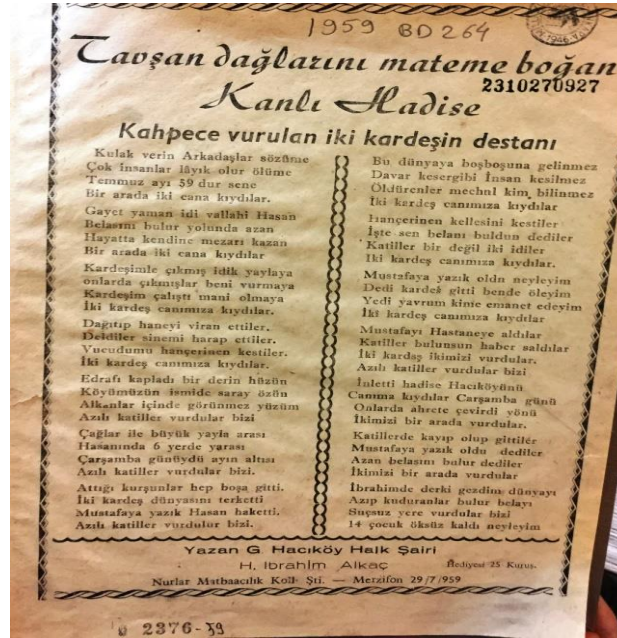 1959 BD 264
Tavşan dağlarını mateme boğan
2310270927
Kanlı Hadise
Kahpece vurulan iki kardeşin destanı
Kulak verin Arkadaşlar sözüme
Çok insanlar lâyık olur ölüme
Temmuz ayı 59 dur sene
Bir arada iki cana kıydılar.
Gayet yaman idi vallahi Hasan
Belasını bulur yolunda azan
Hayatta kendine mezarı kazan
Bir arada iki cana kıydılar
Kardeşimle çıkmış idik yaylaya
onlarda çıkmışlar beni vurmaya
Kardeşim çalıştı mani olmaya
İki kardeş canımıza kıydılar.
Dağıtıp haneyi viran ettiler.
Deldiler sinemi harap ettiler.
Vucudumu hançerinen kestiler.
İki kardeş canımıza kıydılar.
Edrafı kapladı bir derin hüzün
Köyümüzün ismide saray özün
Alkanlar içinde görünmez yüzüm
Azılı katiller vurdular bizi
Çağlar ile büyük yayla arası
Hasanında 6 yerde yarası
Çarşamba günüydü ayın altısı
Azılı katiller vurdular bizi.
Attığı kurşunlar hep boşa gitti.
İki kardeş dünyasını terketti
Mustafaya yazık Hasan haketti.
Azılı katiller vurdulur bizi.
Bu dünyaya boşboşuna gelinmez
Davar kesergibi İnsan kesilmez
Öldürenler mechul kim bilinmez
İki kardeş canımıza kıydılar
hançerinen kellesini kestiler
İşte sen belanı buldun dediler
Katiller bir değil iki idiler
İki kardeş canımıza kıydılar.
Mustafaya yazık oldu neyleyim
Dedi kardeş gitti bende öleyim
Yedi yavrum kime emanet edeyim
İki kardeş canımıza kıydılar
Mustafayı Hastaneye aldılar
Katiller bulunsun haber saldılar
İki kardaş ikimizi vurdular.
Azılı katiller vurdular bizi
İnletti hadise Hacıköyünü
Canıma kıydılar Çarşamba günü
Onlarda ahrete çevirdi yönü
İkimizi bir arada vurdular.
Katillerde kayıp olup gittiler
Mustafaya yazık oldu dediler
Azan belasını bulur dediler
İkimizi bir arada vurdular
İbrahimde derki gezdim dünyayı
Azıp kuduranlar bulur belayı
Suçsuz yere vurdular bizi
14 çocuk öksüz kaldı neyleyim
Yazan G. Hacıköy Halk Şairi
H. Ibrahim Alkaç
Hediyesi 25 Kuruş.
Nurlar Matbaacılık Koll. Şti. — Merzifon 29/7/959
2376-59